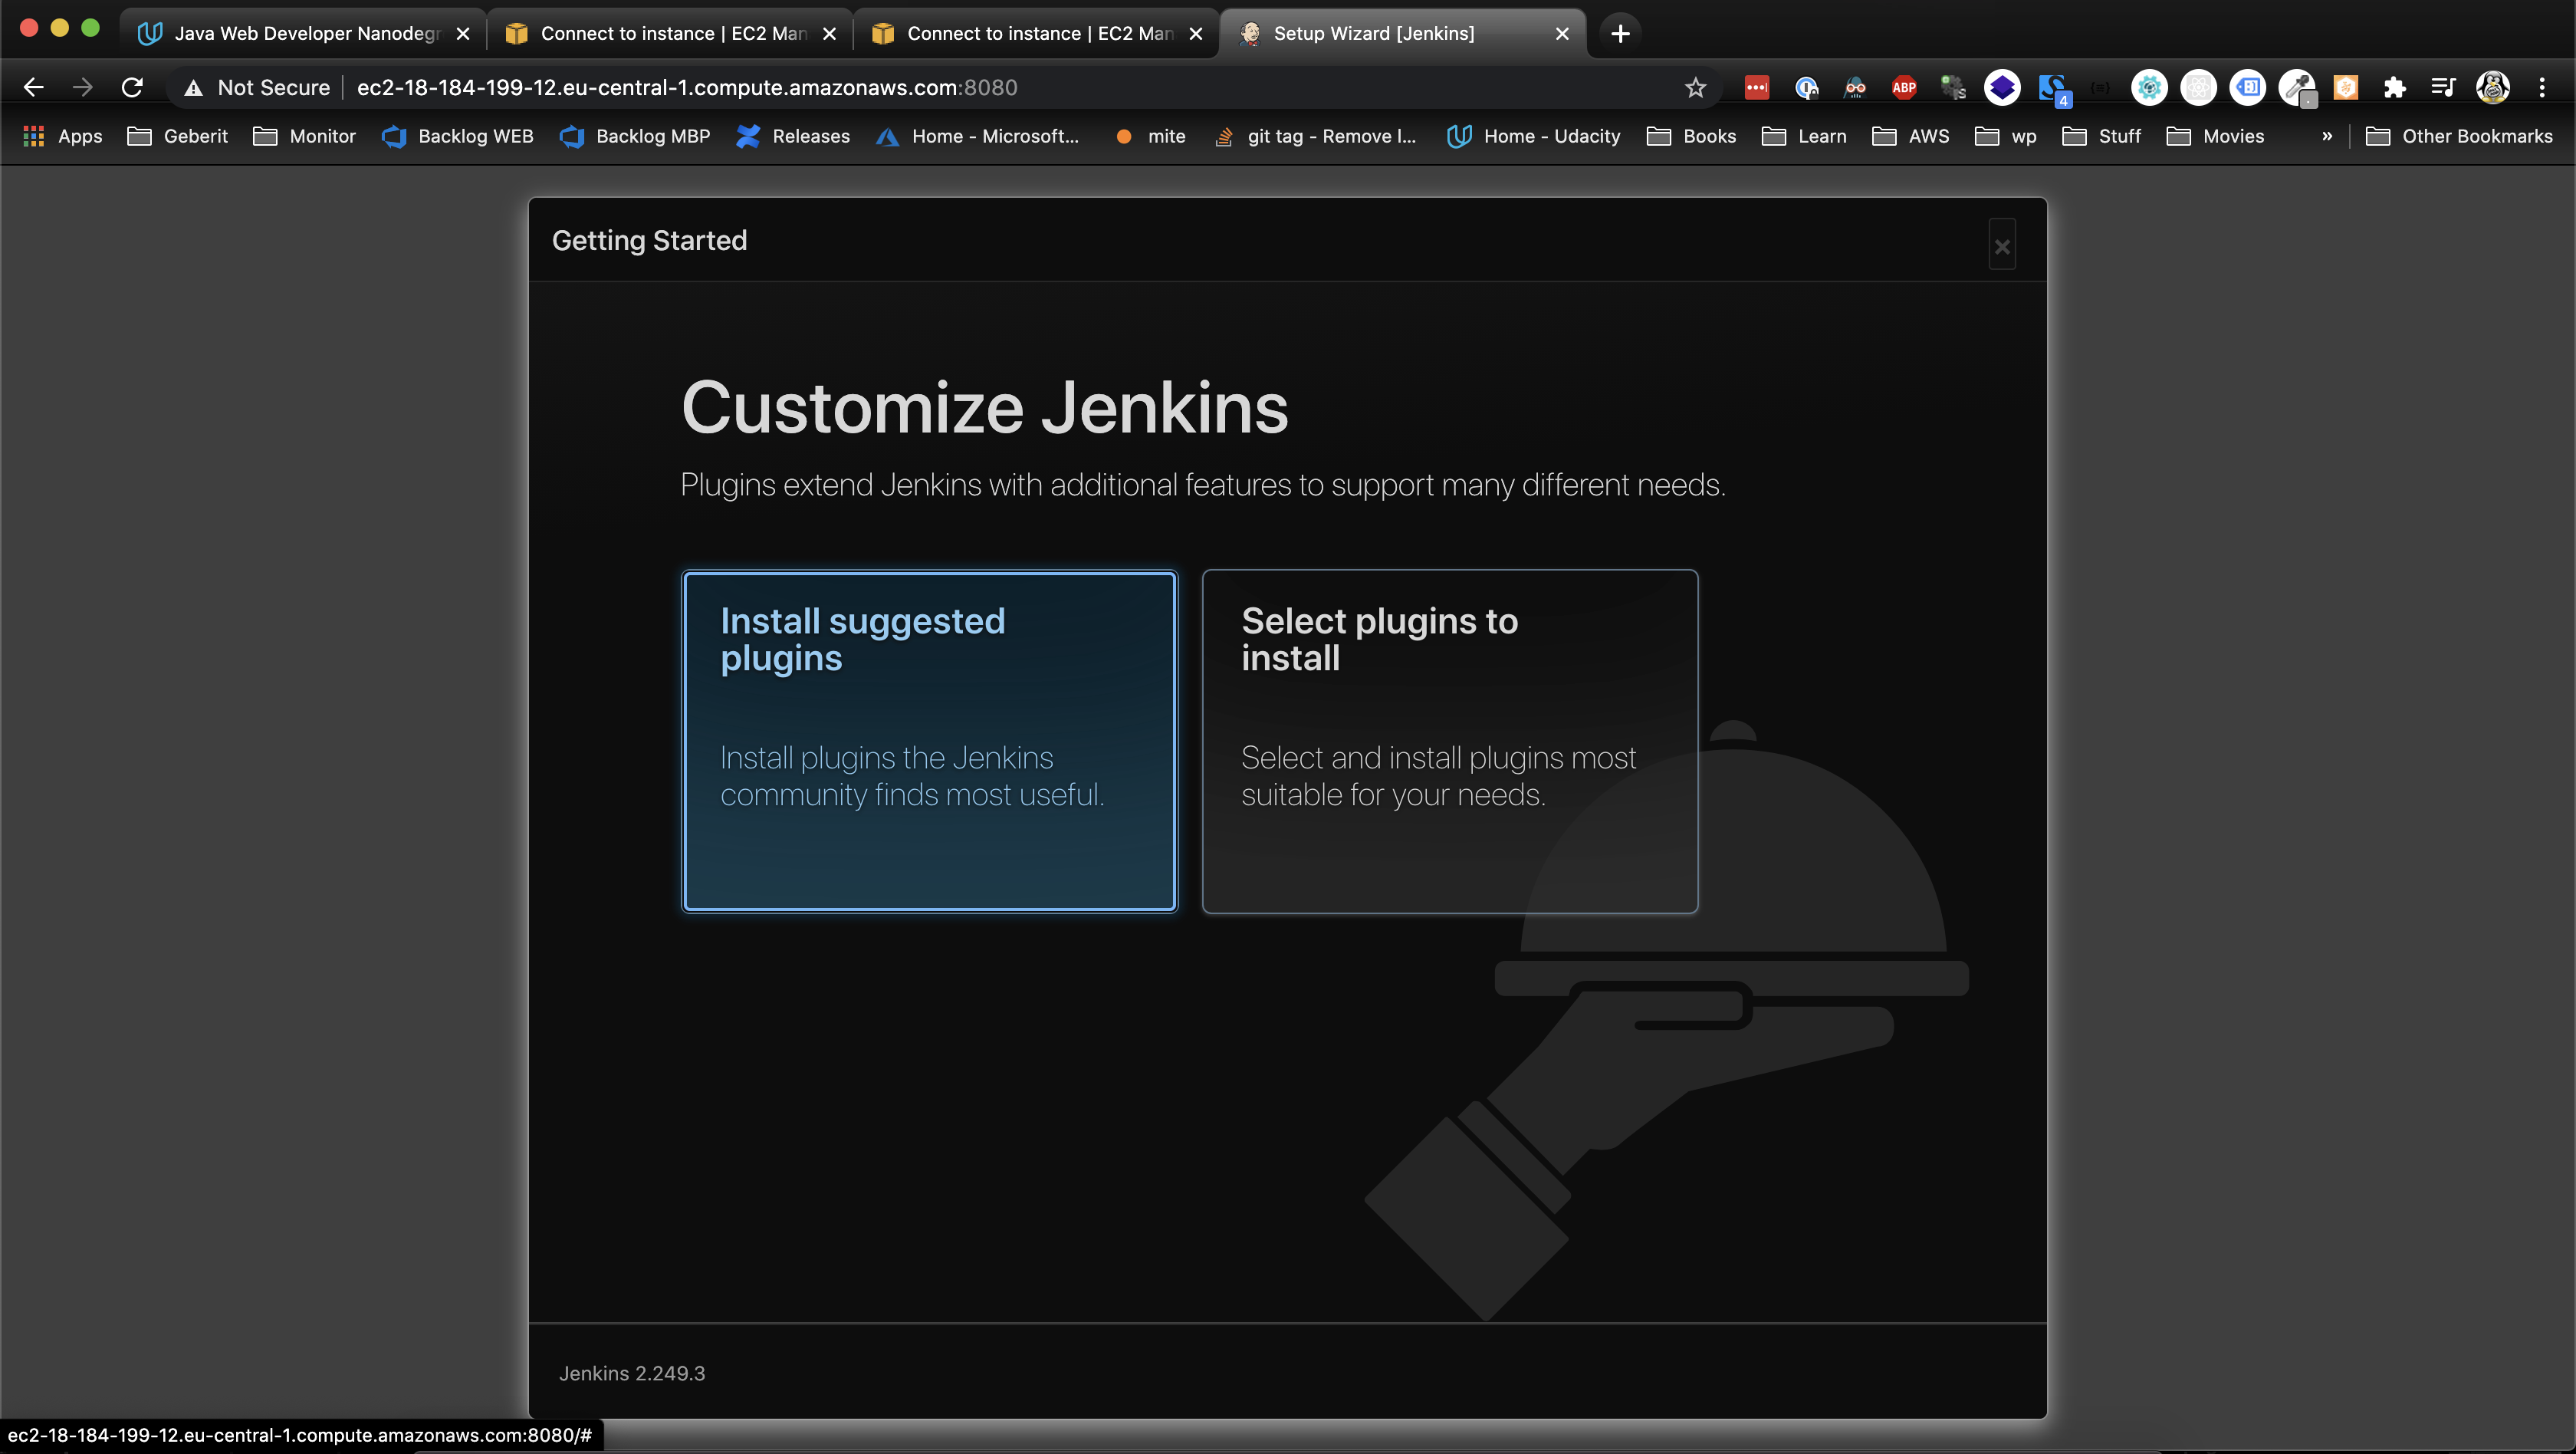 Java Web Developer Nanodegr
Connect to instance | EC2 Man
Connect to instance | EC2 Man
Setup Wizard [Jenkins]
Not Secure
ec2-18-184-199-12.eu-central-1.compute.amazonaws.com:8080
ABP
4
Apps
Geberit
Monitor
Backlog WEB
Backlog MBP
Releases
Home - Microsoft...
mite
git tag - Remove l...
Home - Udacity
Books
Learn
AWS
wp
Stuff
Movies
»
Other Bookmarks
Getting Started
Customize Jenkins
Plugins extend Jenkins with additional features to support many different needs.
Install suggested
plugins
Install plugins the Jenkins
community finds most useful.
Select plugins to
install
Select and install plugins most
suitable for your needs.
Jenkins 2.249.3
ec2-18-184-199-12.eu-central-1.compute.amazonaws.com:8080/#